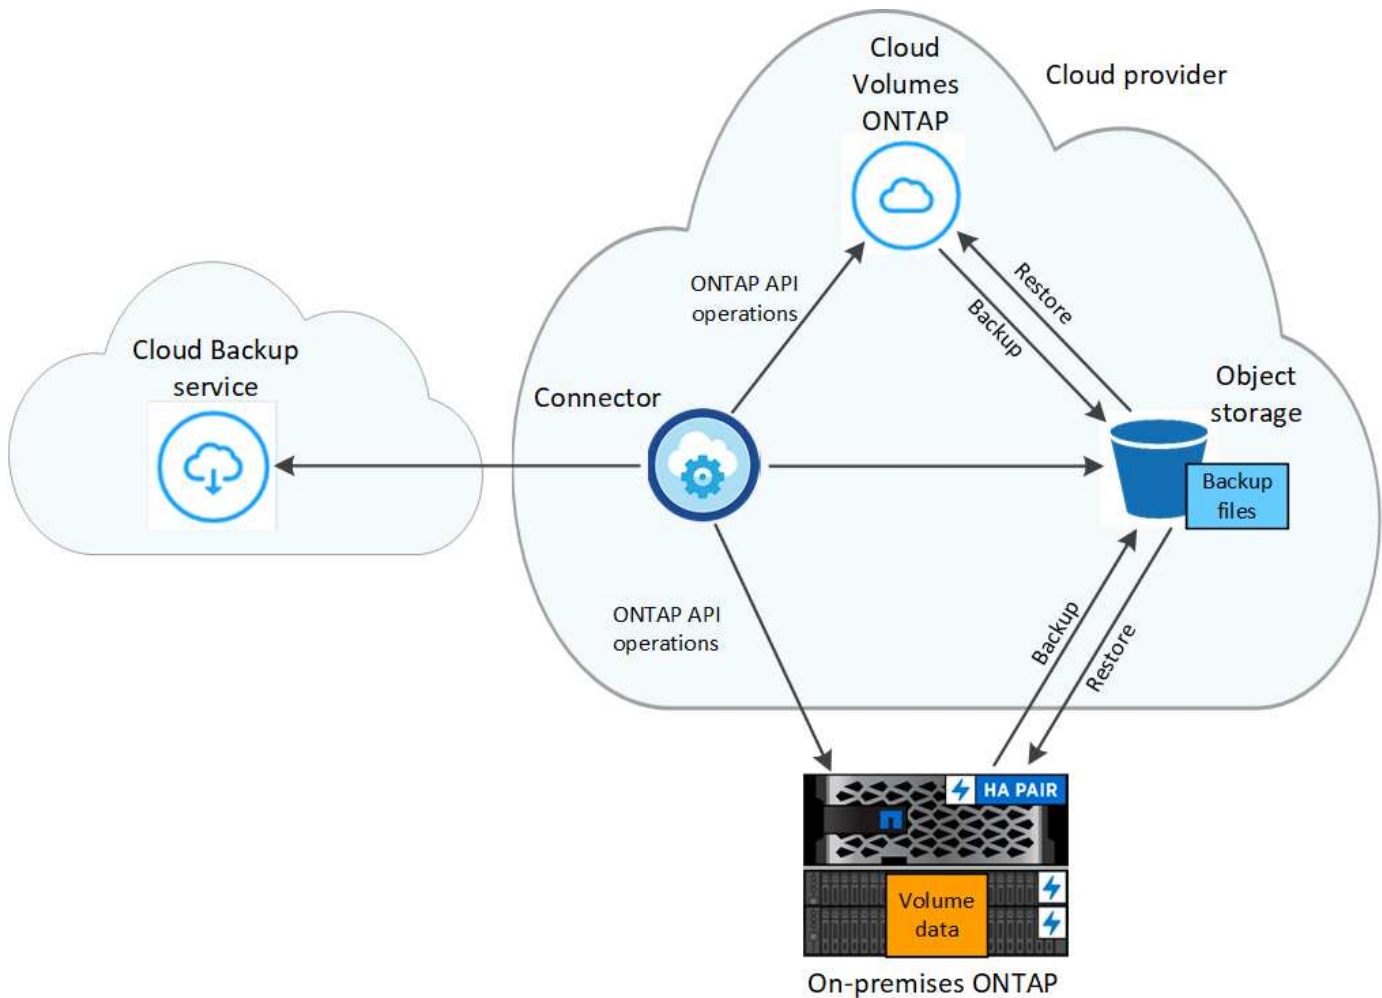 Cloud
Volumes
ONTAP
Cloud provider
ONTAP API
operations
Restore
Backup
Cloud Backup
service
Connector
Object
storage
Backup
files
ONTAP API
operations
Backup
Restore
HA PAIR
Volume
data
On-premises ONTAP